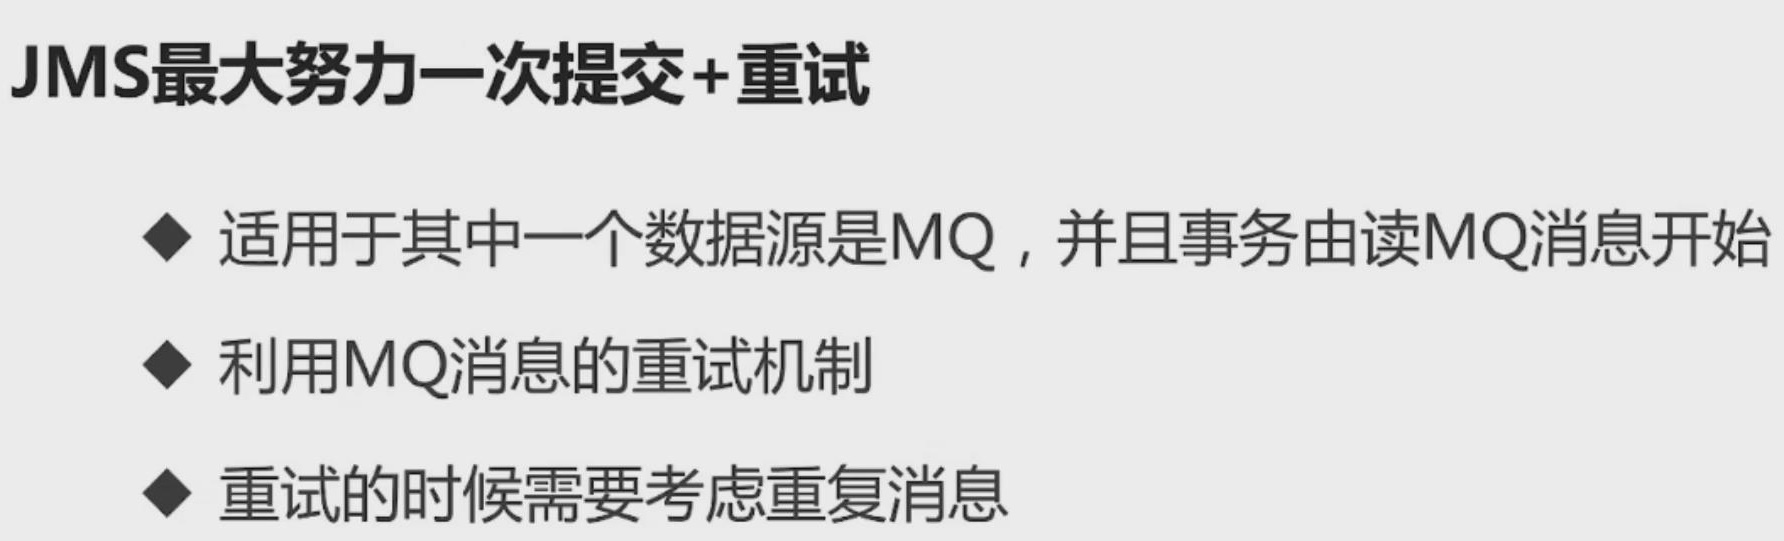 JMS最大努力一次提交+重试
◆ 适用于其中一个数据源是MQ，并且事务由读MQ消息开始
◆ 利用MQ消息的重试机制
◆ 重试的时候需要考虑重复消息